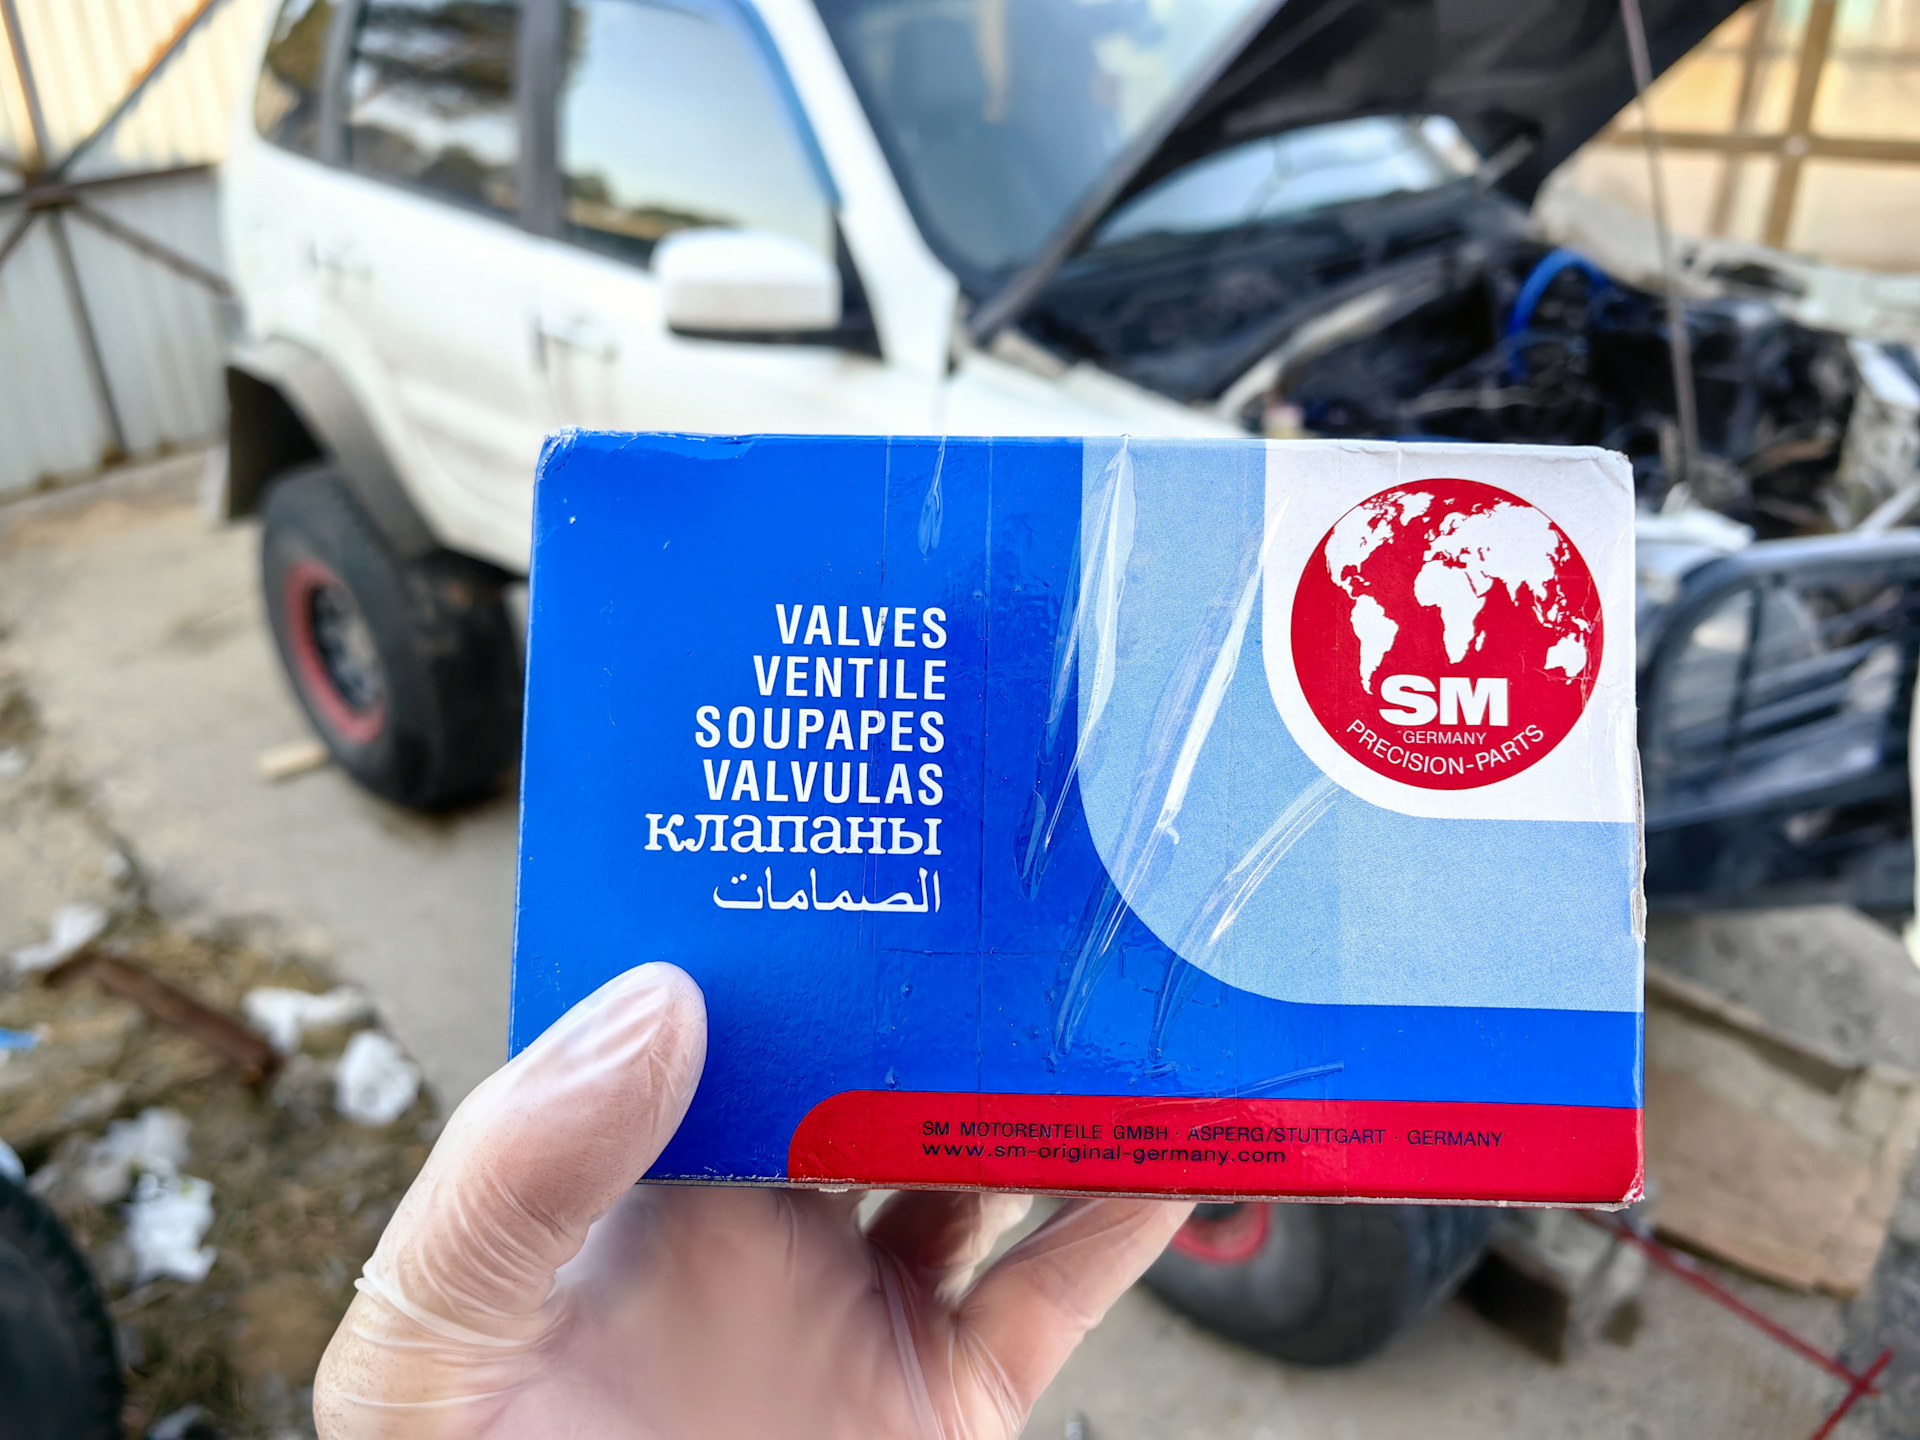 VALVES
VENTILE
SOUPAPES
VALVULAS
клапаны
الصمامات
SM
GERMANY
PRECISION-PARTS
SM MOTORENTEILE GMBH · ASPERG/STUTTGART · GERMANY
www.sm-original-germany.com